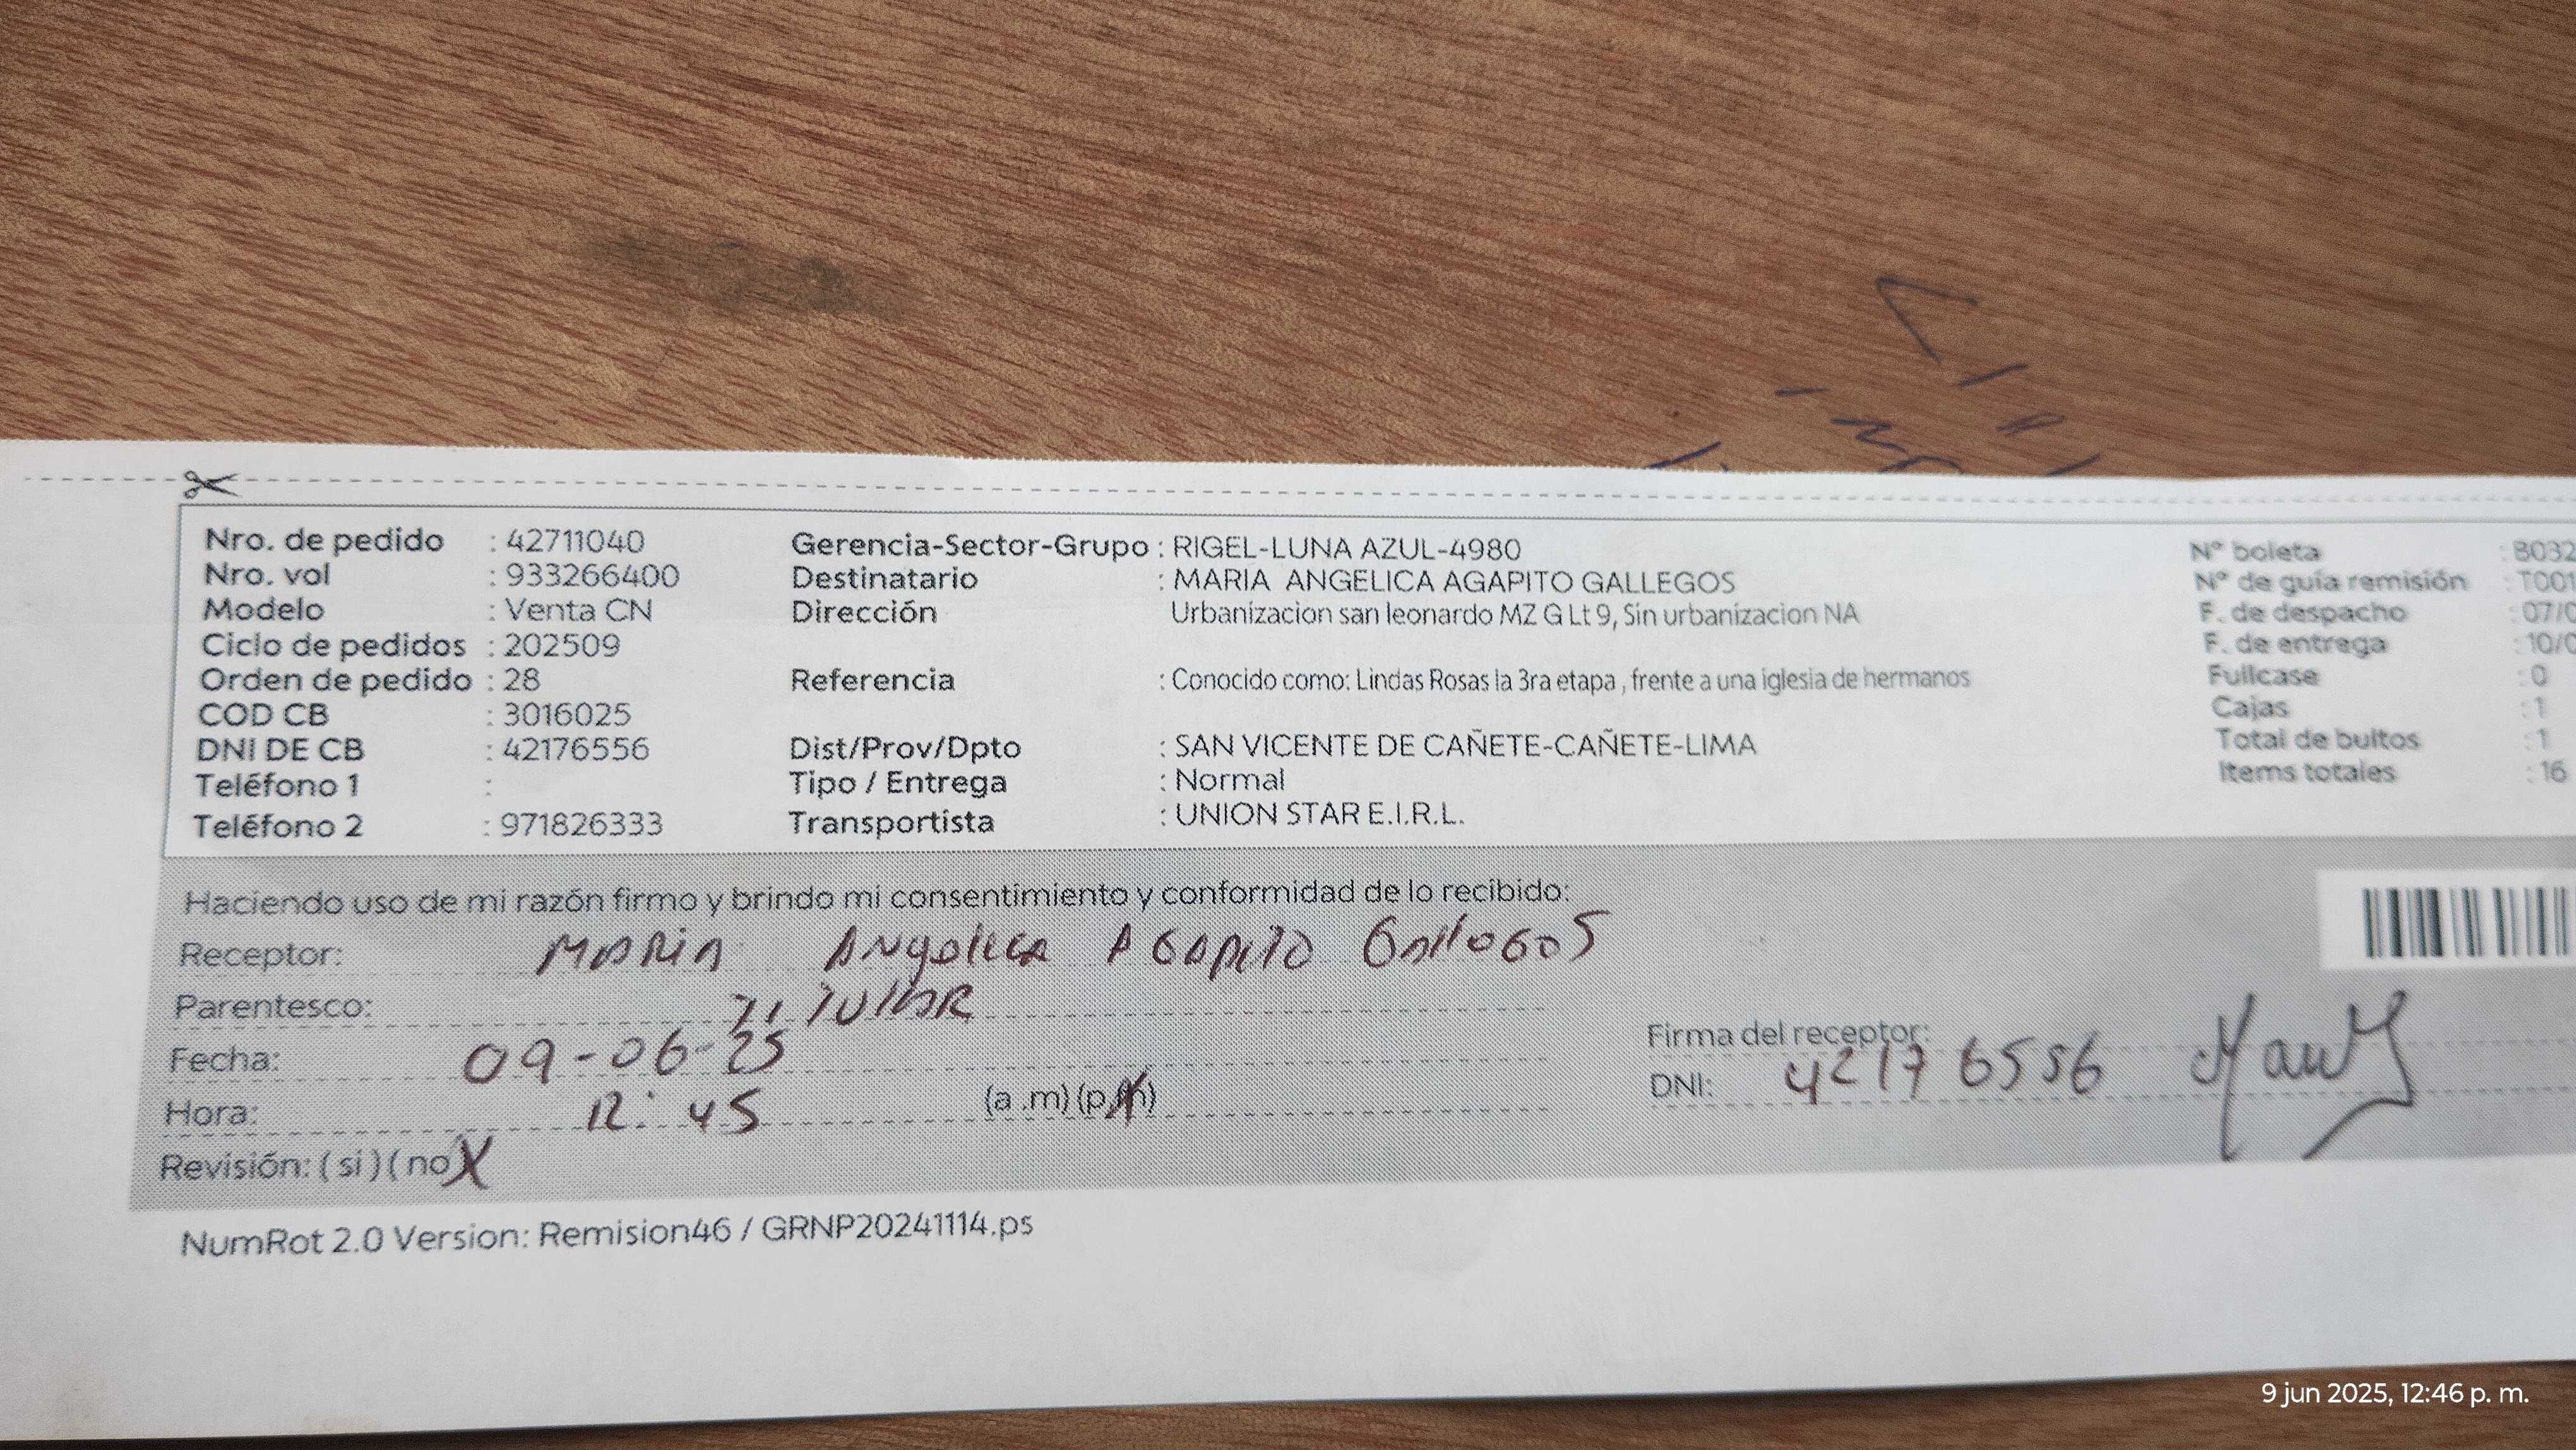 Nro. de pedido : 42711040
Nro. vol : 933266400
Modelo : Venta CN
Ciclo de pedidos : 202509
Orden de pedido : 28
COD CB : 3016025
DNI DE CB : 42176556
Teléfono 1 :
Teléfono 2 : 971826333
Gerencia-Sector-Grupo : RIGEL-LUNA AZUL-4980
Destinatario : MARIA ANGELICA AGAPITO GALLEGOS
Dirección Urbanizacion san leonardo MZ G Lt 9, Sin urbanizacion NA
Referencia : Conocido como: Lindas Rosas la 3ra etapa , frente a una iglesia de hermanos
Dist/Prov/Dpto : SAN VICENTE DE CAÑETE-CAÑETE-LIMA
Tipo / Entrega : Normal
Transportista : UNION STAR E.I.R.L.
N° boleta : B032
N° de guía remisión : T001
F. de despacho : 07/0
F. de entrega : 10/0
Fullcase : 0
Cajas : 1
Total de bultos : 1
Items totales : 16
Haciendo uso de mi razón firmo y brindo mi consentimiento y conformidad de lo recibido:
Receptor: MARIA Angelica AGApito GAllEGoS
Parentesco: TiTULAR
Fecha: 09-06-25
Hora: 12: 45 (a .m) (p.m)
Revisión: ( si ) ( no X
Firma del receptor:
DNI: 42176556
NumRot 2.0 Version: Remision46 / GRNP20241114.ps
9 jun 2025, 12:46 p. m.